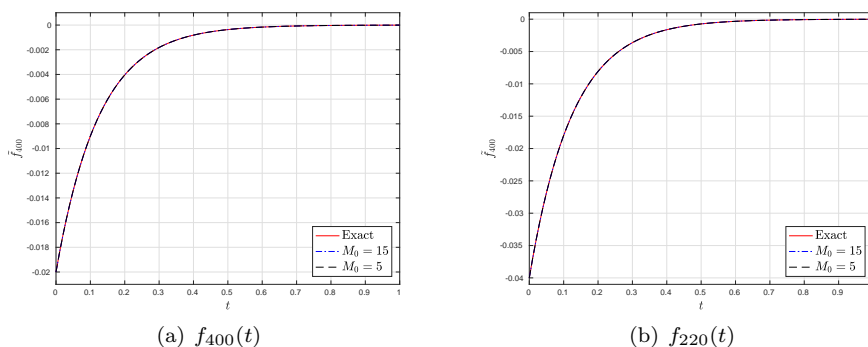 0
-0.002
-0.004
-0.006
-0.008
-0.01
-0.012
-0.014
-0.016
-0.018
-0.02
f̃₄₀₀
0 0.1 0.2 0.3 0.4 0.5 0.6 0.7 0.8 0.9 1
t
Exact
M₀ = 15
M₀ = 5
(a) f₄₀₀(t)
0
-0.005
-0.01
-0.015
-0.02
-0.025
-0.03
-0.035
-0.04
f̃₄₀₀
0 0.1 0.2 0.3 0.4 0.5 0.6 0.7 0.8 0.9
t
Exact
M₀ = 15
M₀ = 5
(b) f₂₂₀(t)